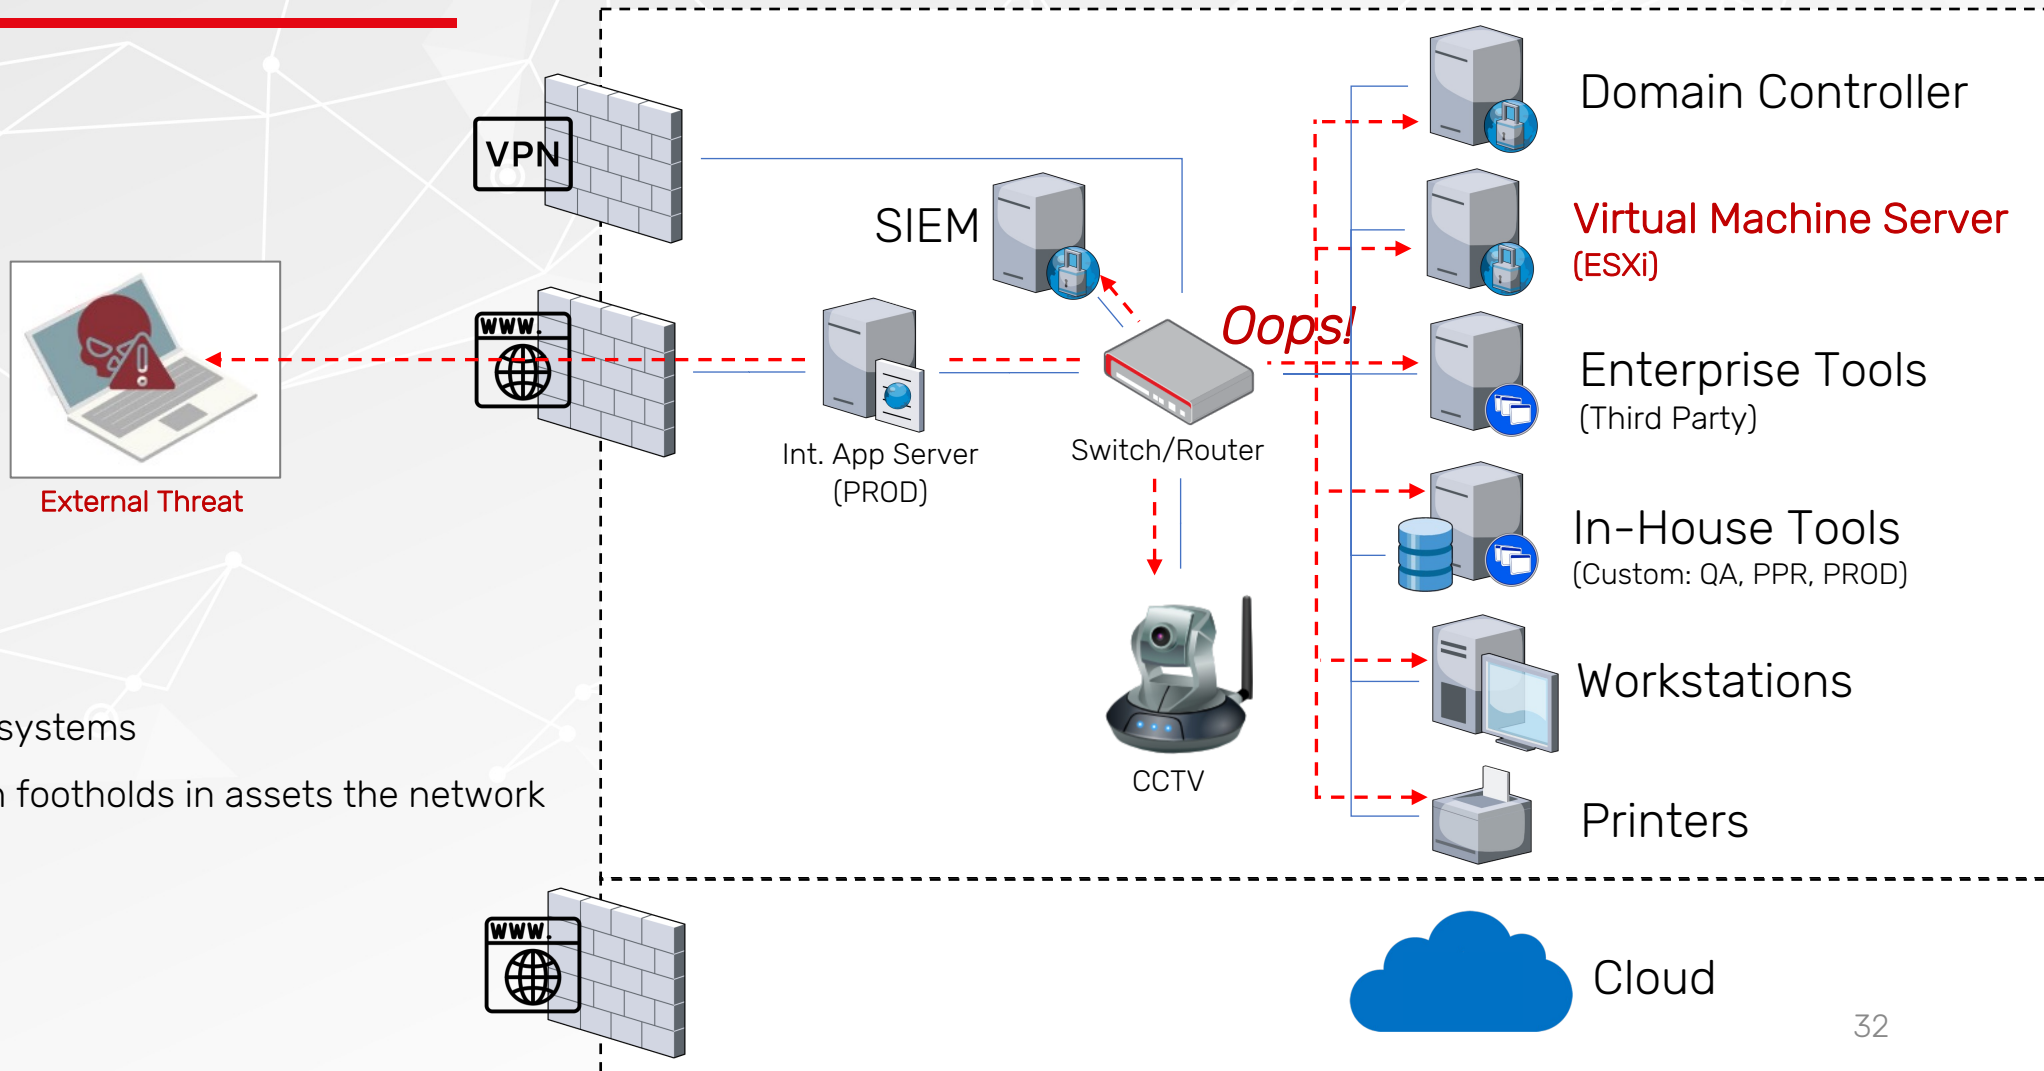 VPN
Domain Controller
SIEM
Virtual Machine Server
(ESXi)
www.
Oops!
Enterprise Tools
(Third Party)
Int. App Server
(PROD)
Switch/Router
External Threat
In-House Tools
(Custom: QA, PPR, PROD)
Workstations
systems
footholds in assets the network
CCTV
Printers
www.
Cloud
32